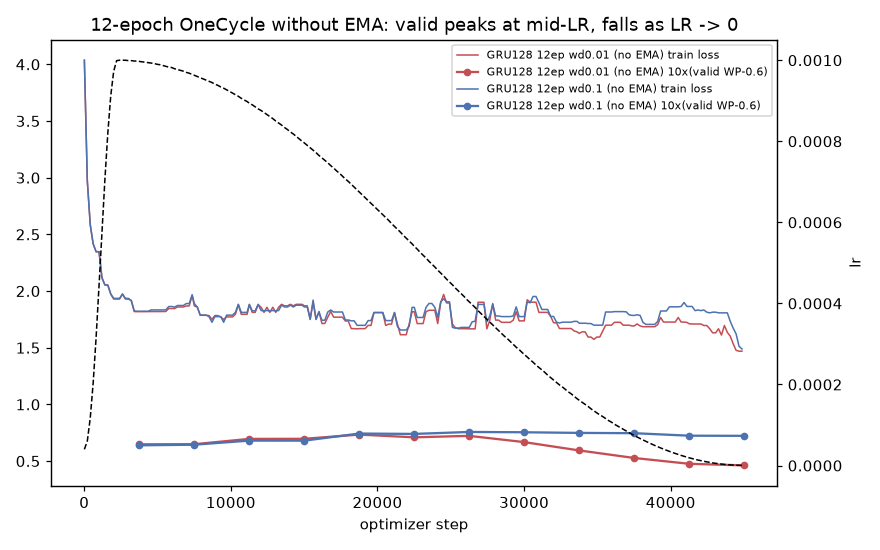 12-epoch OneCycle without EMA: valid peaks at mid-LR, falls as LR -> 0
GRU128 12ep wd0.01 (no EMA) train loss
GRU128 12ep wd0.01 (no EMA) 10x(valid WP-0.6)
GRU128 12ep wd0.1 (no EMA) train loss
GRU128 12ep wd0.1 (no EMA) 10x(valid WP-0.6)
4.0
3.5
3.0
2.5
2.0
1.5
1.0
0.5
0.0010
0.0008
0.0006
0.0004
0.0002
0.0000
lr
0
10000
20000
30000
40000
optimizer step